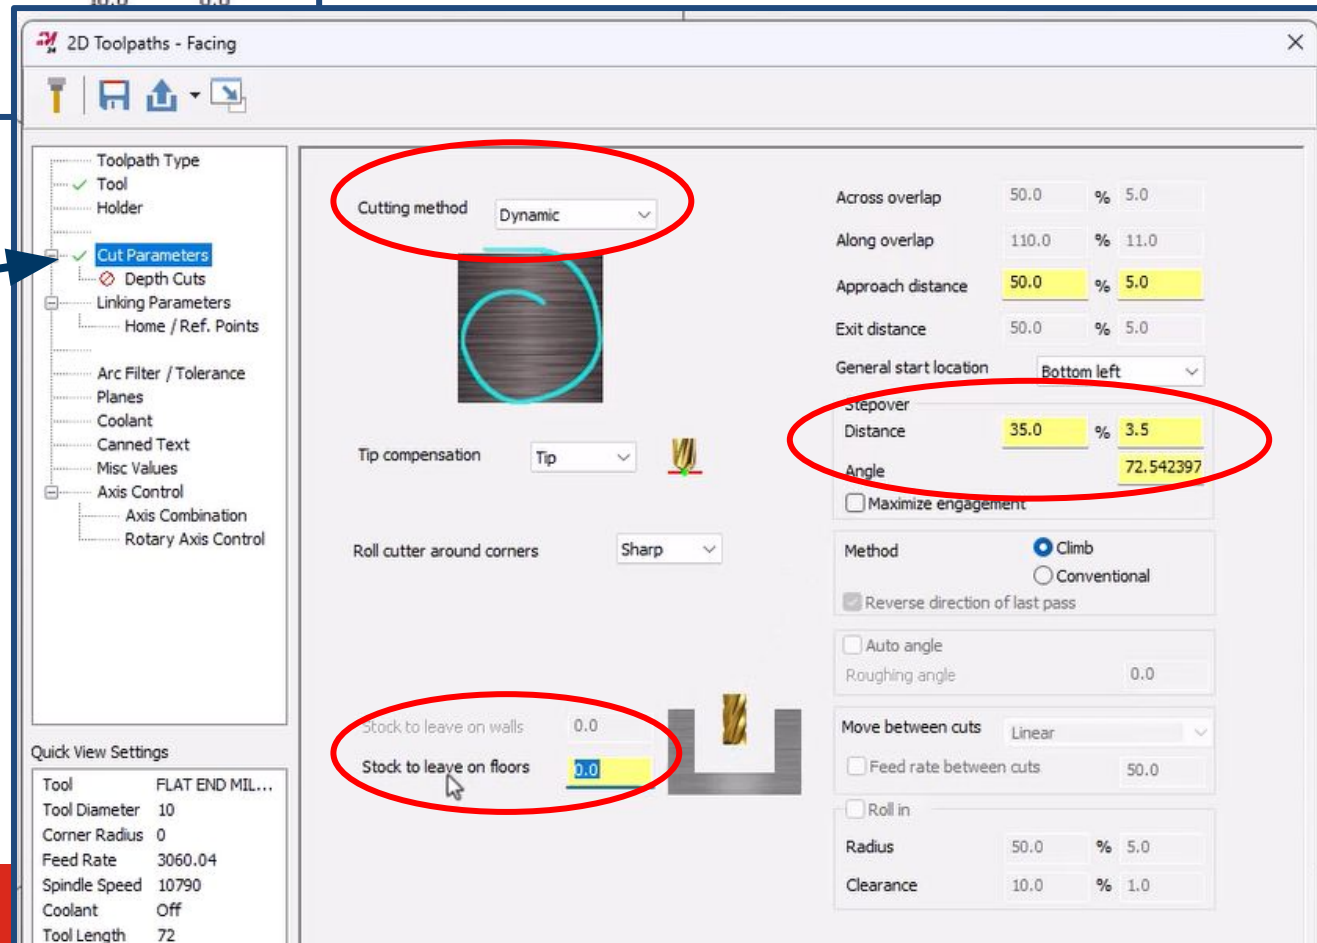 2D Toolpaths - Facing
Toolpath Type
Tool
Holder
Cut Parameters
Depth Cuts
Linking Parameters
Home / Ref. Points
Arc Filter / Tolerance
Planes
Coolant
Canned Text
Misc Values
Axis Control
Axis Combination
Rotary Axis Control
Quick View Settings
Tool FLAT END MIL...
Tool Diameter 10
Corner Radius 0
Feed Rate 3060.04
Spindle Speed 10790
Coolant Off
Tool Length 72
Cutting method Dynamic
Tip compensation Tip
Roll cutter around corners Sharp
Stock to leave on walls 0.0
Stock to leave on floors 0.0
Across overlap 50.0 % 5.0
Along overlap 110.0 % 11.0
Approach distance 50.0 % 5.0
Exit distance 50.0 % 5.0
General start location Bottom left
Stepover
Distance 35.0 % 3.5
Angle 72.542397
Maximize engagement
Method Climb
Conventional
Reverse direction of last pass
Auto angle
Roughing angle 0.0
Move between cuts Linear
Feed rate between cuts 50.0
Roll in
Radius 50.0 % 5.0
Clearance 10.0 % 1.0